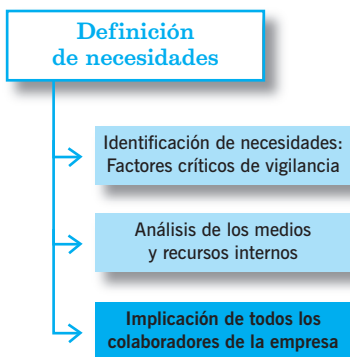 Definición
de necesidades
Identificación de necesidades:
Factores críticos de vigilancia
Análisis de los medios
y recursos internos
Implicación de todos los
colaboradores de la empresa